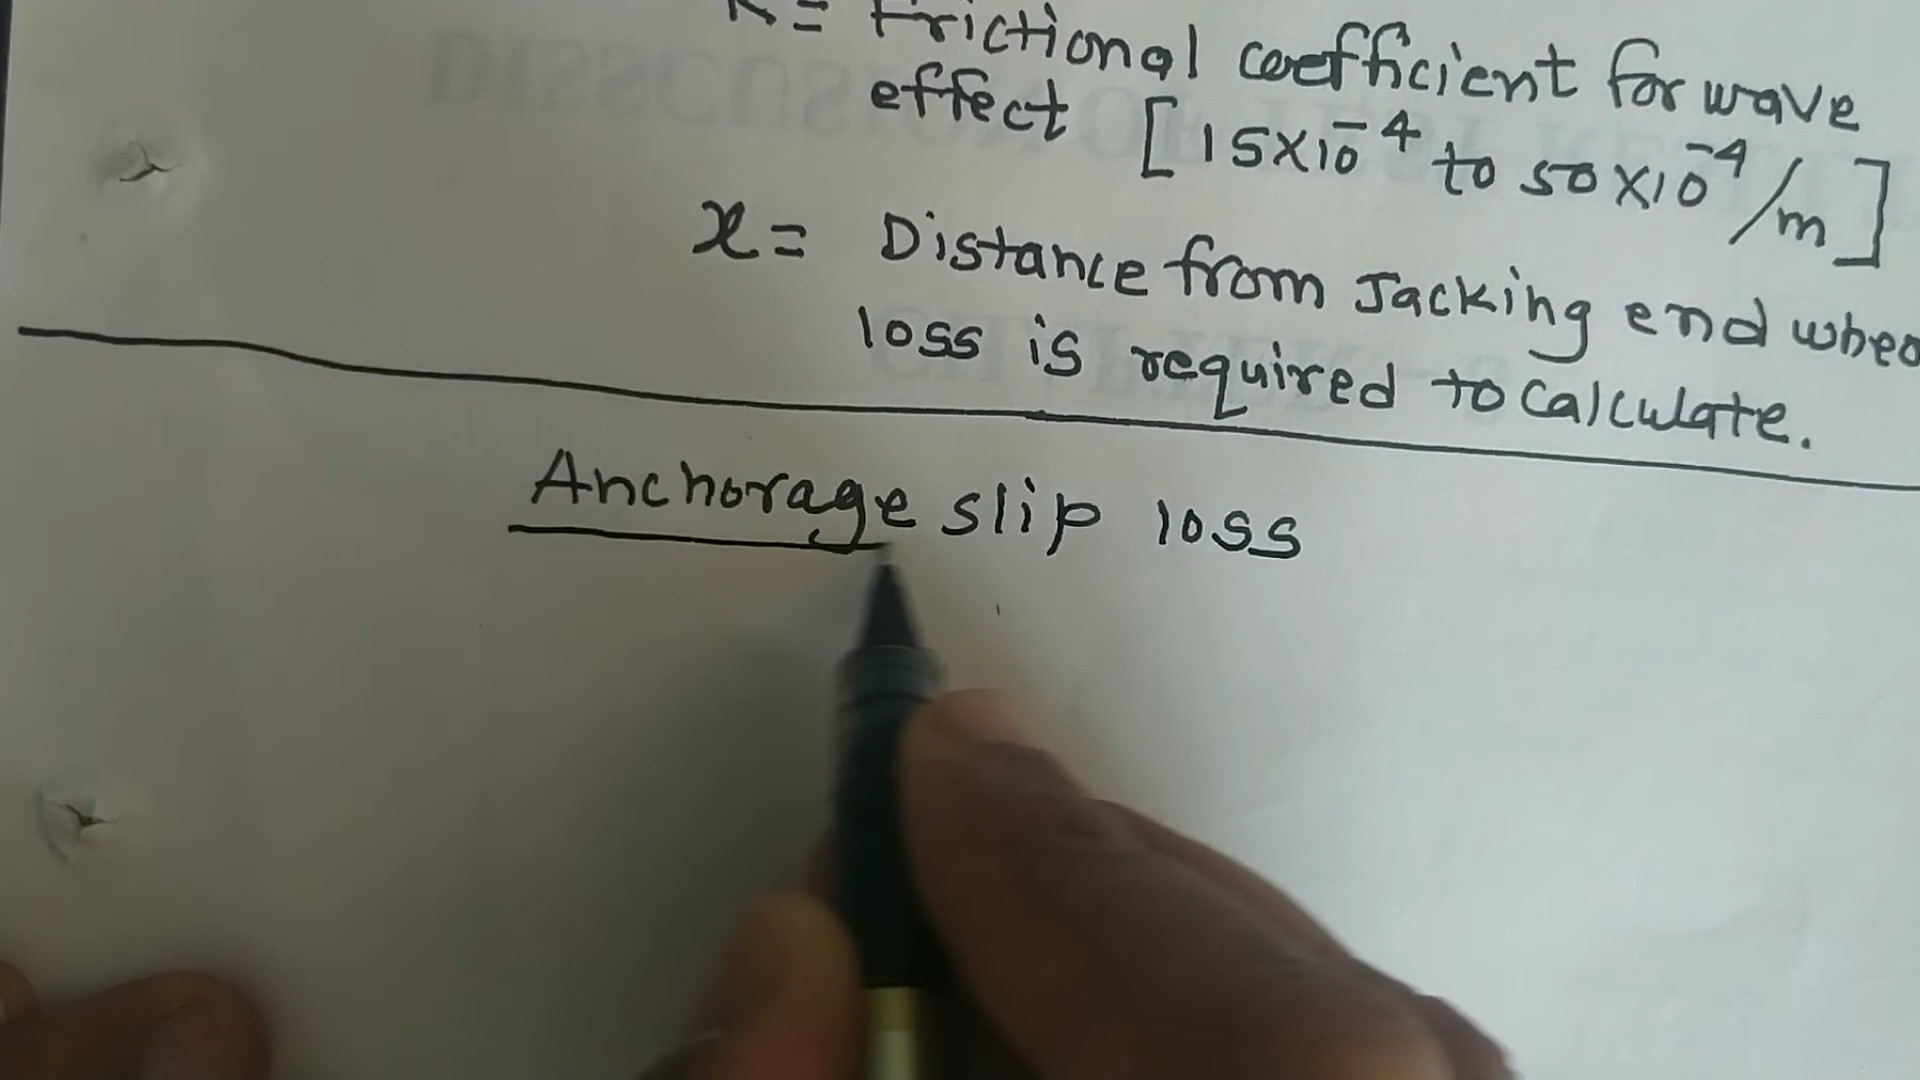 K = Frictional coefficient for wave
effect [15×10⁻⁴ to 50×10⁻⁴/m]
x = Distance from Jacking end
loss is required to calculate.
Anchorage slip loss